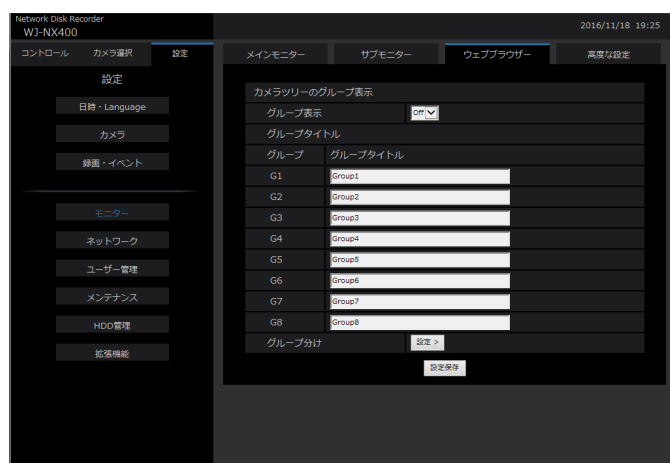 Network Disk Recorder
WJ-NX400
2016/11/18 19:25
コントロール カメラ選択 設定
メインモニター サブモニター ウェブブラウザー 高度な設定
設定
日時・Language
カメラ
録画・イベント
モニター
ネットワーク
ユーザー管理
メンテナンス
HDD管理
拡張機能
カメラツリーのグループ表示
グループ表示 Off
グループタイトル
グループ グループタイトル
G1 Group1
G2 Group2
G3 Group3
G4 Group4
G5 Group5
G6 Group6
G7 Group7
G8 Group8
グループ分け 設定 >
設定保存